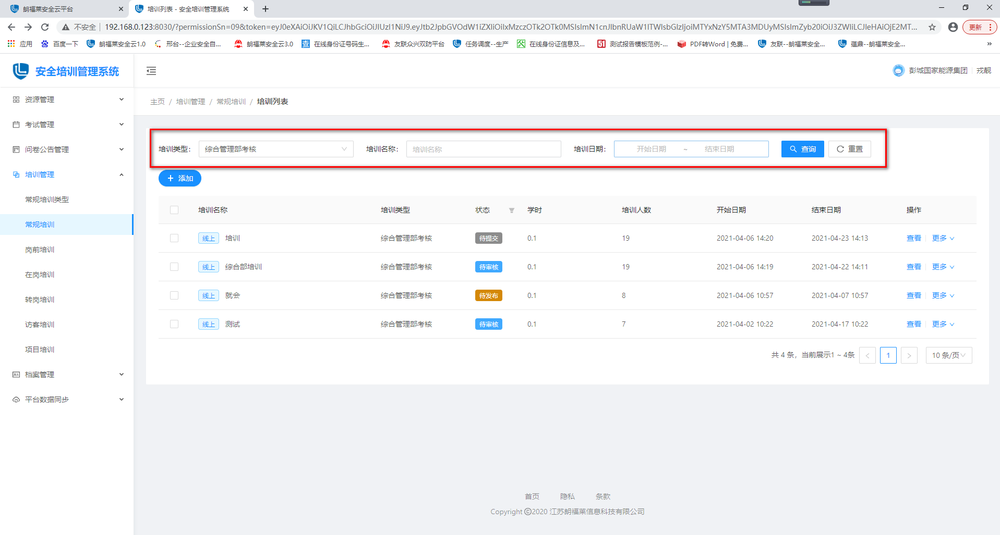 朗福莱安全云平台
培训列表 - 安全培训管理系统
不安全 192.168.0.123:8030/?permissionSn=09&token=eyJ0eXAiOiJKV1QiLCJhbGciOiJIUzI1NiJ9.eyJtb2JpbGVOdW1iZXIiOiIxMzczOTk2OTk0MSIsImN1cnJlbnRUaW1lTWlsbGlzIjoiMTYxNzY5MTA3MDUyMSIsImZyb20iOiJ3ZWIiLCJleHAiOjE2MT...
更新
应用
百度一下
朗福莱安全云1.0
邢台--企业安全自...
朗福莱安全云3.0
查 在线身份证号码生...
友联众兴双防平台
任务调度--生产
在线身份证信息及...
51 测试报告模板范例-...
PDF转Word | 免费...
友联--朗福莱安全...
蕴鼎--朗福莱安全...
»
安全培训管理系统
彭城国家能源集团 戎靓
资源管理
考试管理
问卷公告管理
培训管理
常规培训类型
常规培训
岗前培训
在岗培训
转岗培训
访客培训
项目培训
档案管理
平台数据同步
主页 / 培训管理 / 常规培训 / 培训列表
培训类型: 综合管理部考核 培训名称: 培训名称 培训日期: 开始日期 ~ 结束日期 查询 重置
+ 添加
培训名称 培训类型 状态 学时 培训人数 开始日期 结束日期 操作
线上 培训 综合管理部考核 待提交 0.1 19 2021-04-06 14:20 2021-04-23 14:13 查看 更多
线上 综合部培训 综合管理部考核 待审核 0.1 19 2021-04-06 14:19 2021-04-22 14:11 查看 更多
线上 就会 综合管理部考核 待发布 0.1 8 2021-04-06 10:57 2021-04-07 10:57 查看 更多
线上 测试 综合管理部考核 待审核 0.1 7 2021-04-02 10:22 2021-04-17 10:22 查看 更多
共 4 条，当前展示1 ~ 4条 < 1 > 10 条/页
首页 隐私 条款
Copyright ©2020 江苏朗福莱信息科技有限公司